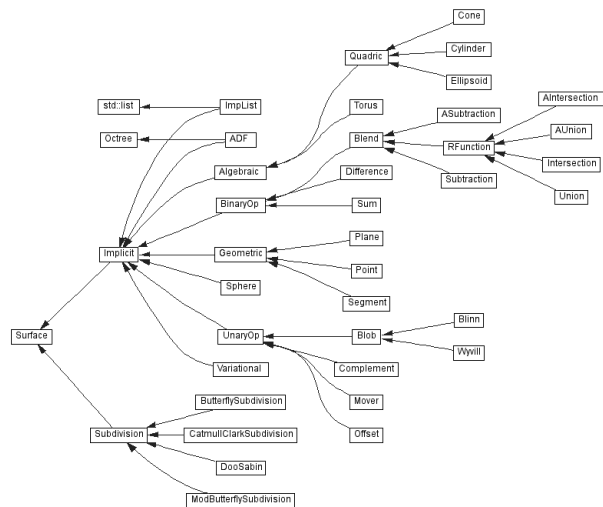 Cone
Quadric
Cylinder
Ellipsoid
std::list
ImpList
Torus
AIntersection
ASubtraction
Octree
ADF
Blend
RFunction
AUnion
Algebraic
Difference
Intersection
Subtraction
BinaryOp
Sum
Union
Plane
Implicit
Geometric
Point
Sphere
Segment
Blinn
Surface
UnaryOp
Blob
Wyvill
Variational
Complement
ButterflySubdivision
Mover
Subdivision
CatmullClarkSubdivision
Offset
DooSabin
ModButterflySubdivision